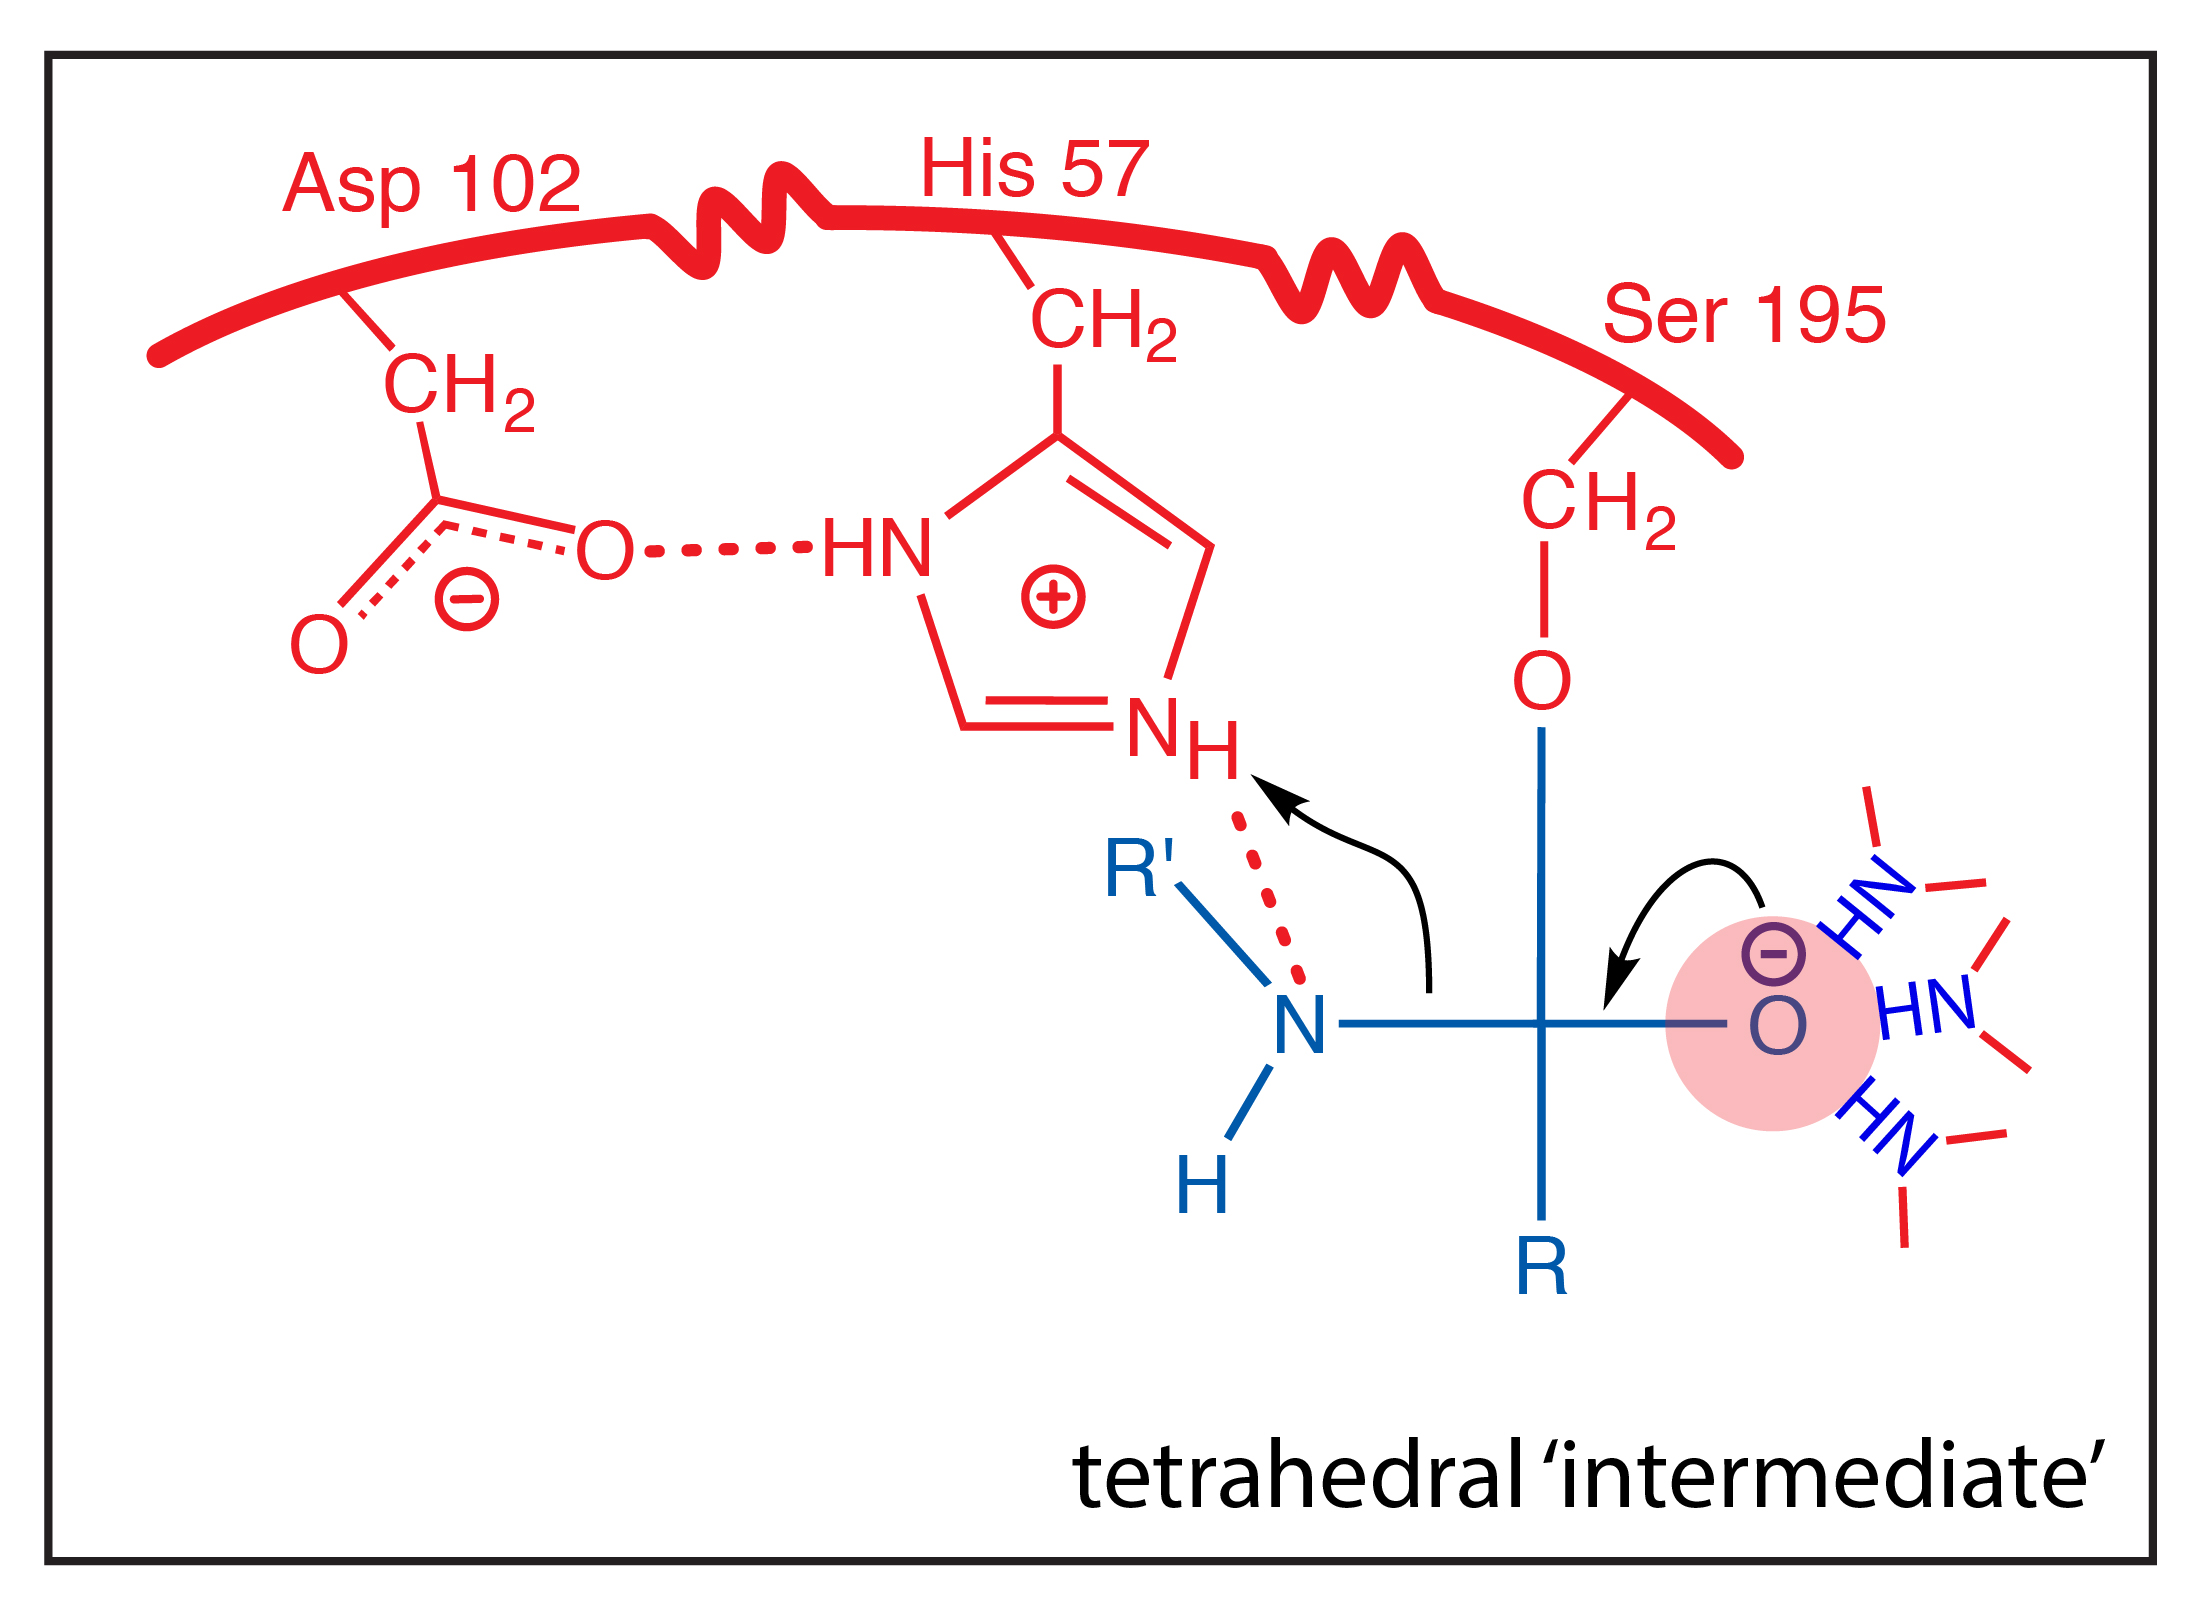 Asp 102
His 57
Ser 195
CH2
CH2
CH2
O
HN
⊕
⊖
O
O
NH
R'
HN
⊖
N
O
HN
HN
H
R
tetrahedral ‘intermediate’